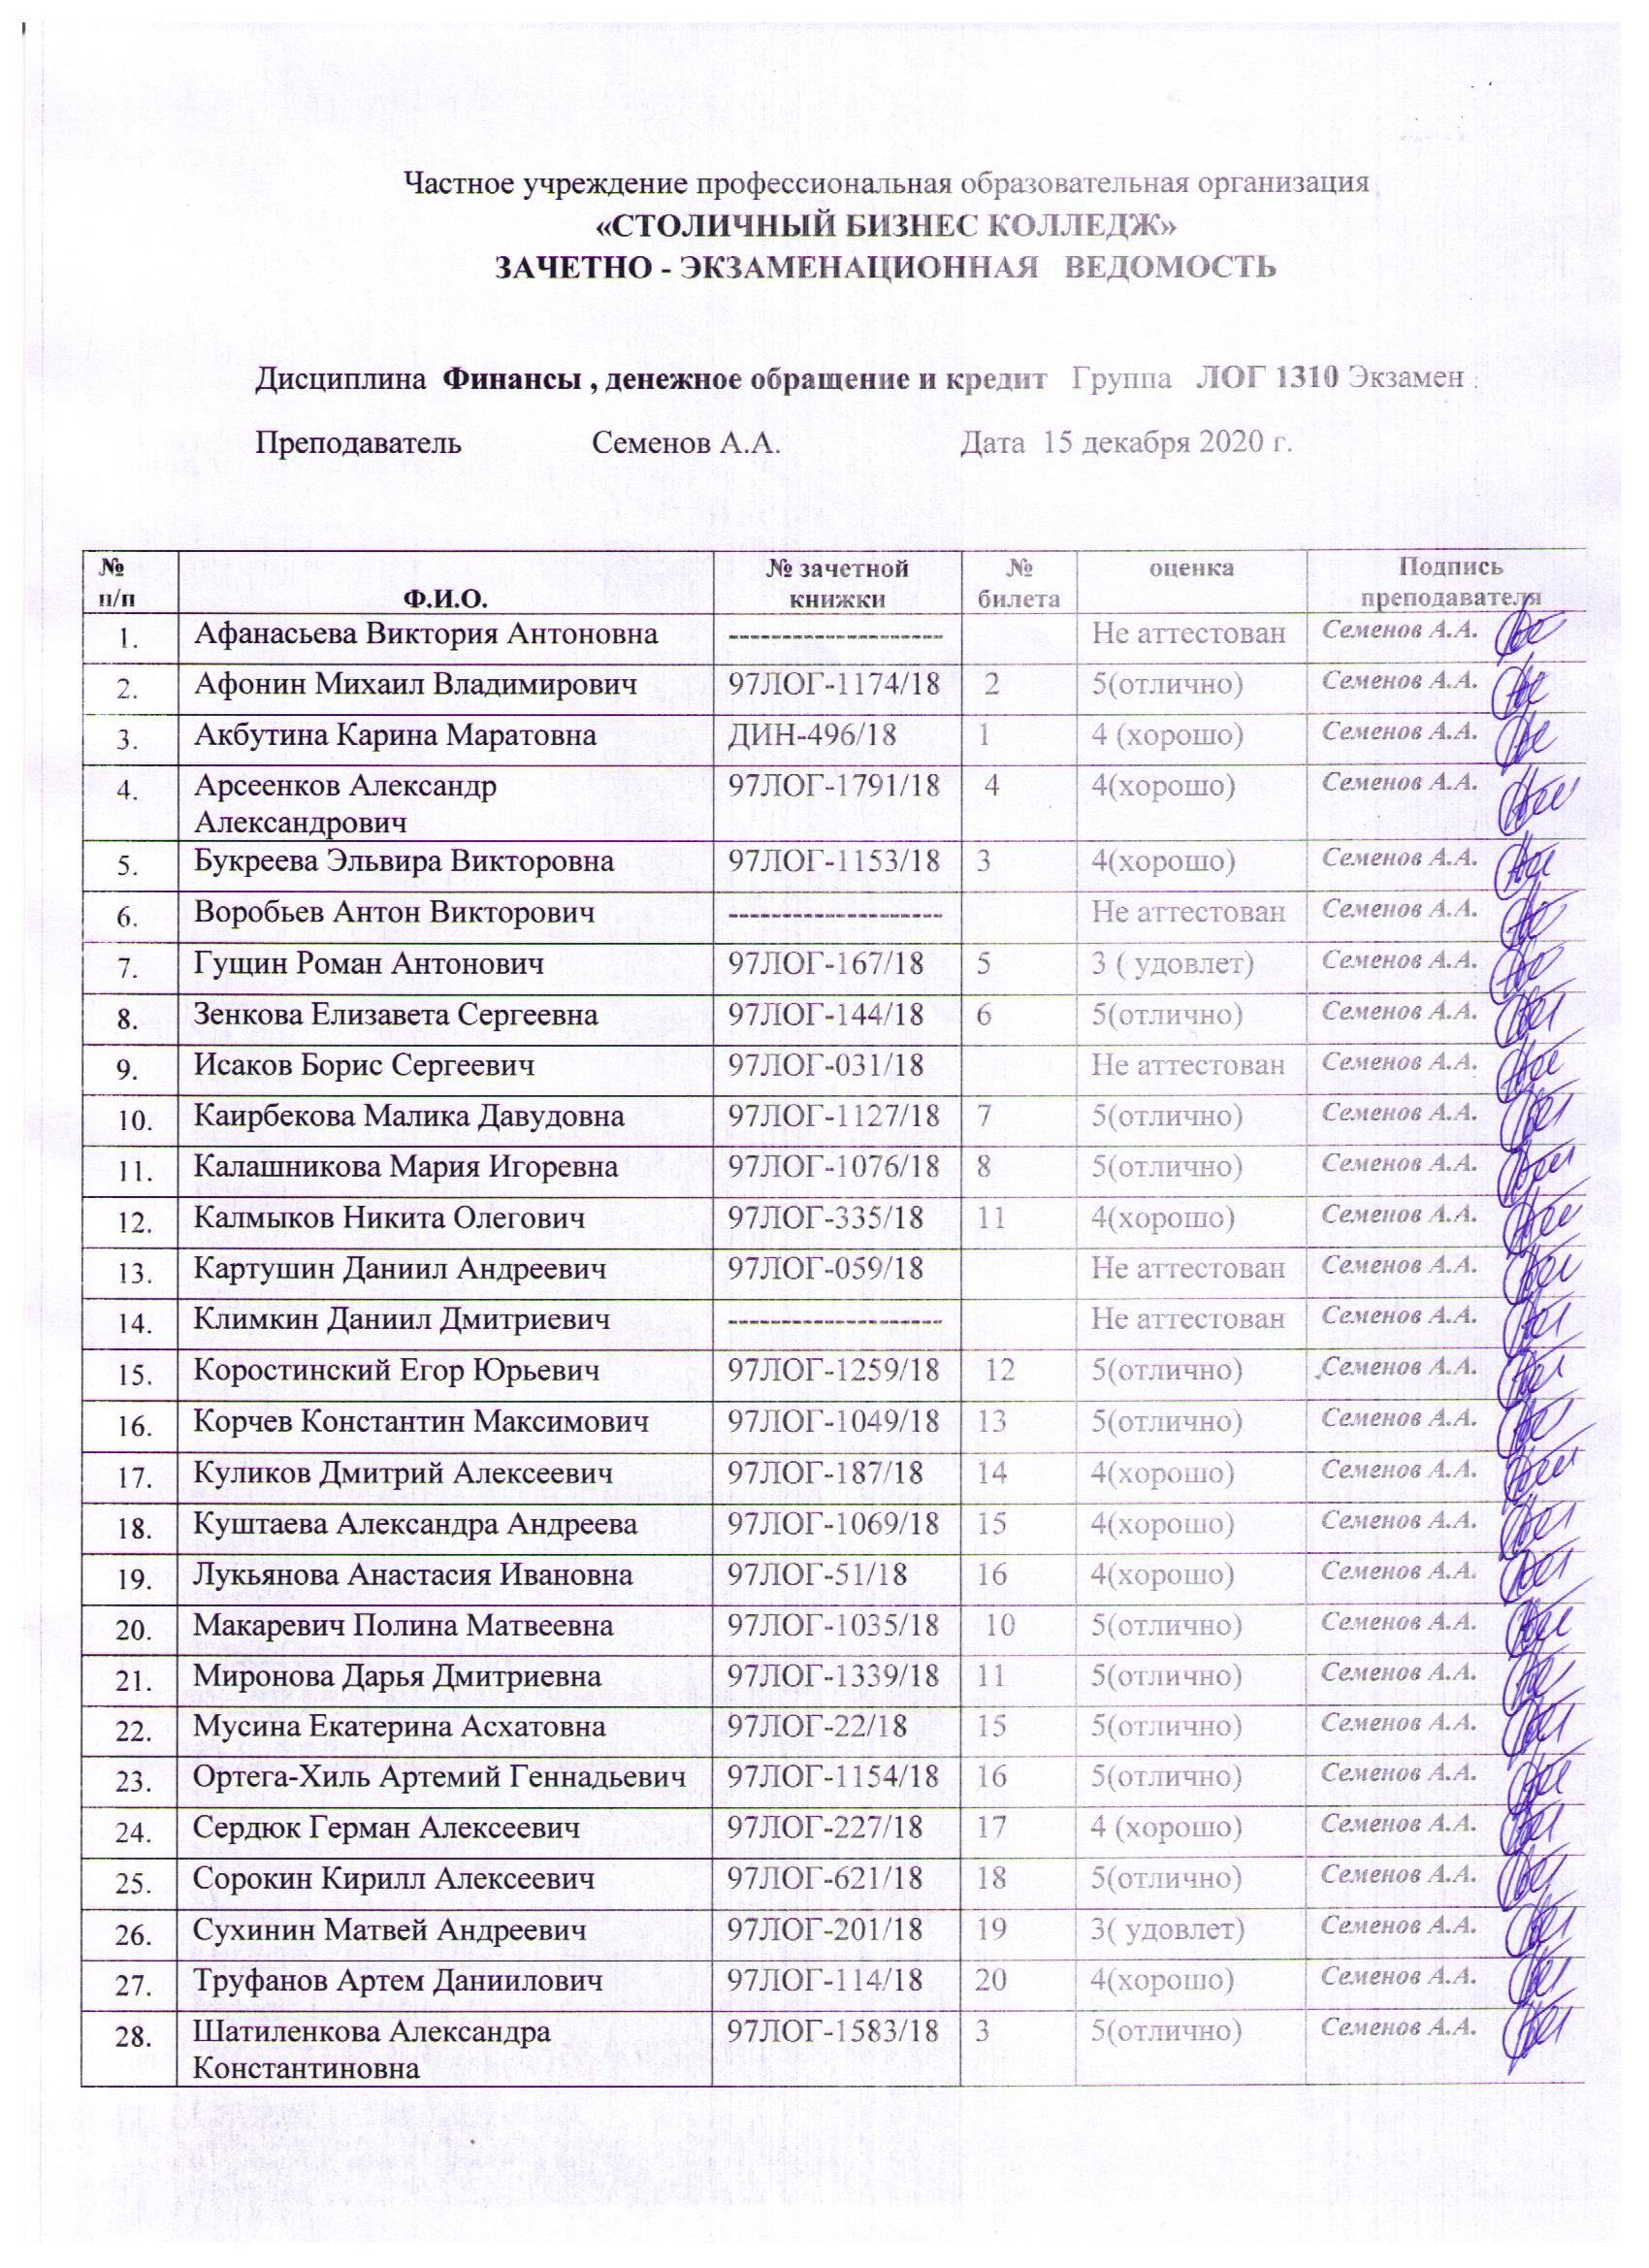 Частное учреждение профессиональная образовательная организация
«СТОЛИЧНЫЙ БИЗНЕС КОЛЛЕДЖ»
ЗАЧЕТНО - ЭКЗАМЕНАЦИОННАЯ ВЕДОМОСТЬ
Дисциплина Финансы , денежное обращение и кредит Группа ЛОГ 1310 Экзамен
Преподаватель Семенов А.А. Дата 15 декабря 2020 г.
№ п/п Ф.И.О. № зачетной книжки № билета оценка Подпись преподавателя
1. Афанасьева Виктория Антоновна -------------------- Не аттестован Семенов А.А.
2. Афонин Михаил Владимирович 97ЛОГ-1174/18 2 5(отлично) Семенов А.А.
3. Акбутина Карина Маратовна ДИН-496/18 1 4 (хорошо) Семенов А.А.
4. Арсеенков Александр Александрович 97ЛОГ-1791/18 4 4(хорошо) Семенов А.А.
5. Букреева Эльвира Викторовна 97ЛОГ-1153/18 3 4(хорошо) Семенов А.А.
6. Воробьев Антон Викторович -------------------- Не аттестован Семенов А.А.
7. Гущин Роман Антонович 97ЛОГ-167/18 5 3 ( удовлет) Семенов А.А.
8. Зенкова Елизавета Сергеевна 97ЛОГ-144/18 6 5(отлично) Семенов А.А.
9. Исаков Борис Сергеевич 97ЛОГ-031/18 Не аттестован Семенов А.А.
10. Каирбекова Малика Давудовна 97ЛОГ-1127/18 7 5(отлично) Семенов А.А.
11. Калашникова Мария Игоревна 97ЛОГ-1076/18 8 5(отлично) Семенов А.А.
12. Калмыков Никита Олегович 97ЛОГ-335/18 11 4(хорошо) Семенов А.А.
13. Картушин Даниил Андреевич 97ЛОГ-059/18 Не аттестован Семенов А.А.
14. Климкин Даниил Дмитриевич -------------------- Не аттестован Семенов А.А.
15. Коростинский Егор Юрьевич 97ЛОГ-1259/18 12 5(отлично) Семенов А.А.
16. Корчев Константин Максимович 97ЛОГ-1049/18 13 5(отлично) Семенов А.А.
17. Куликов Дмитрий Алексеевич 97ЛОГ-187/18 14 4(хорошо) Семенов А.А.
18. Куштаева Александра Андреева 97ЛОГ-1069/18 15 4(хорошо) Семенов А.А.
19. Лукьянова Анастасия Ивановна 97ЛОГ-51/18 16 4(хорошо) Семенов А.А.
20. Макаревич Полина Матвеевна 97ЛОГ-1035/18 10 5(отлично) Семенов А.А.
21. Миронова Дарья Дмитриевна 97ЛОГ-1339/18 11 5(отлично) Семенов А.А.
22. Мусина Екатерина Асхатовна 97ЛОГ-22/18 15 5(отлично) Семенов А.А.
23. Ортега-Хиль Артемий Геннадьевич 97ЛОГ-1154/18 16 5(отлично) Семенов А.А.
24. Сердюк Герман Алексеевич 97ЛОГ-227/18 17 4 (хорошо) Семенов А.А.
25. Сорокин Кирилл Алексеевич 97ЛОГ-621/18 18 5(отлично) Семенов А.А.
26. Сухинин Матвей Андреевич 97ЛОГ-201/18 19 3( удовлет) Семенов А.А.
27. Труфанов Артем Даниилович 97ЛОГ-114/18 20 4(хорошо) Семенов А.А.
28. Шатиленкова Александра Константиновна 97ЛОГ-1583/18 3 5(отлично) Семенов А.А.